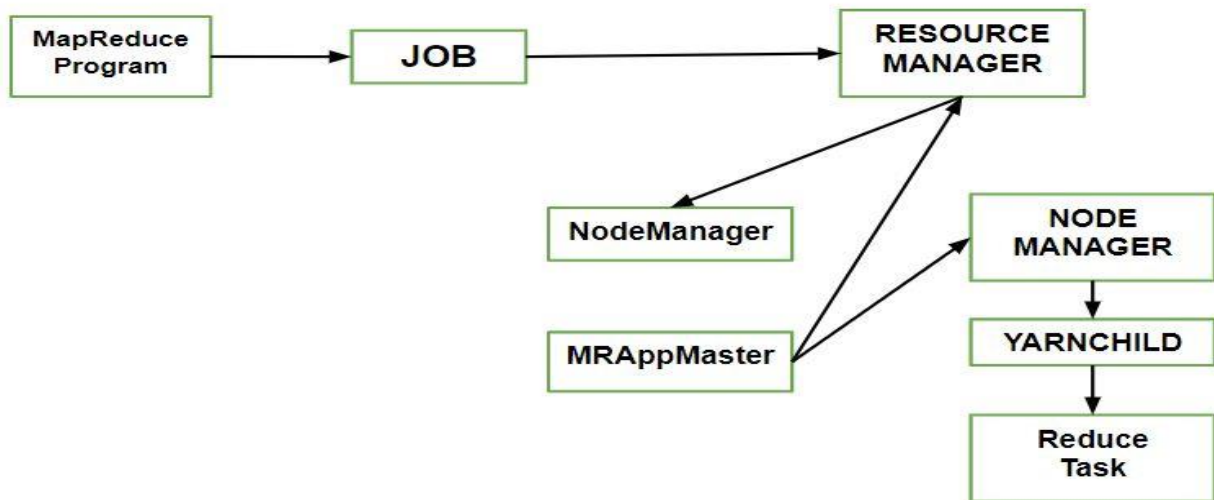 MapReduce
Program
JOB
RESOURCE
MANAGER
NodeManager
NODE
MANAGER
MRAppMaster
YARNCHILD
Reduce
Task